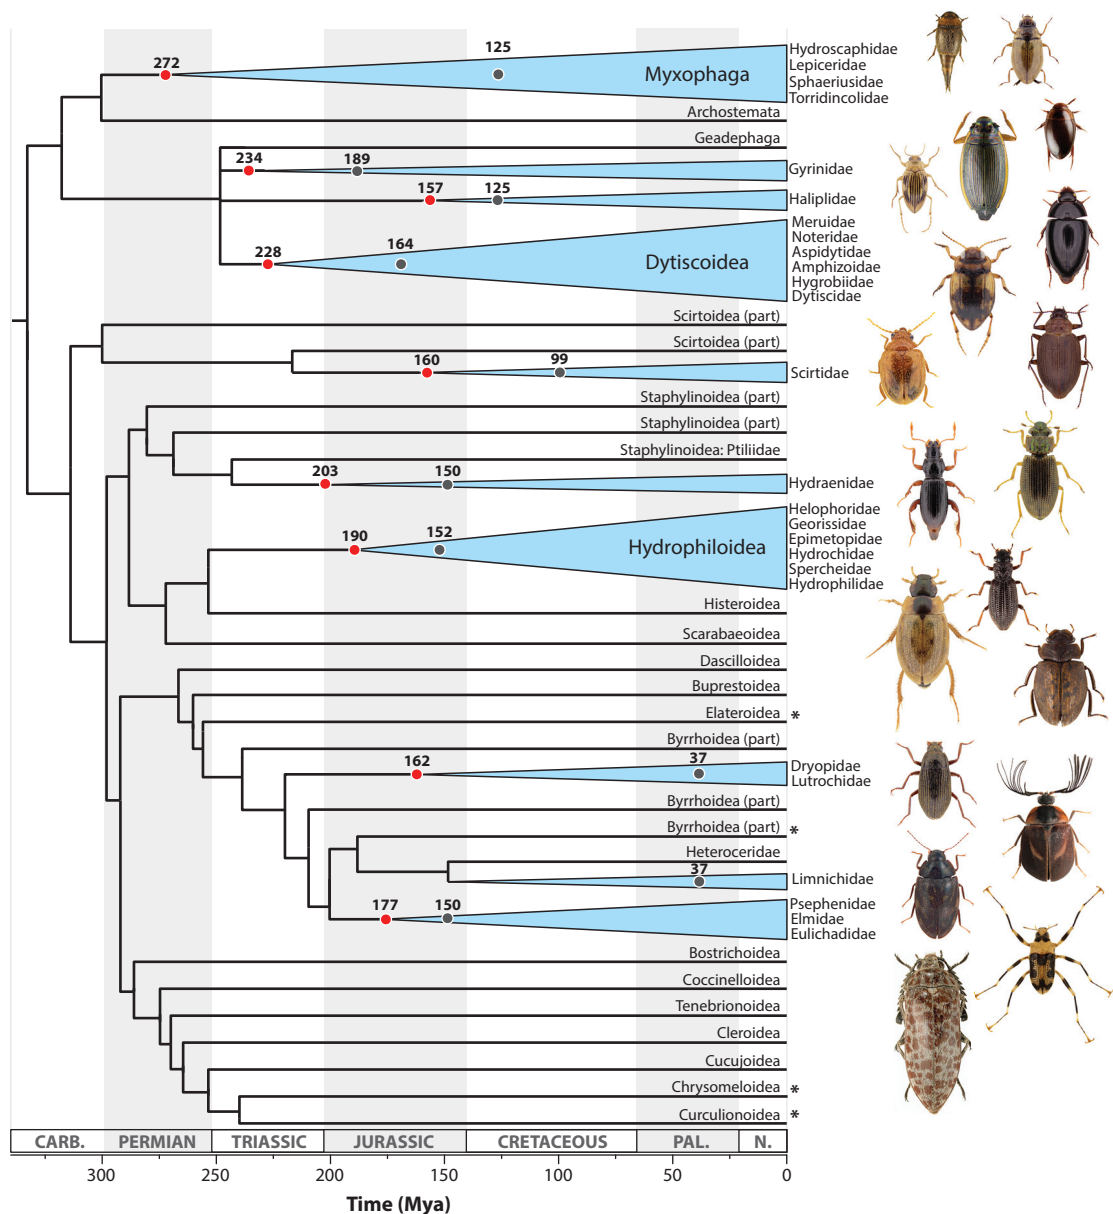 272
125
Myxophaga
Hydroscaphidae
Lepiceridae
Sphaeriusidae
Torridincolidae
Archostemata
Geadephaga
234
189
Gyrinidae
157
125
Haliplidae
228
164
Dytiscoidea
Meruidae
Noteridae
Aspidytidae
Amphizoidae
Hygrobiidae
Dytiscidae
Scirtoidea (part)
Scirtoidea (part)
160
99
Scirtidae
Staphylinoidea (part)
Staphylinoidea (part)
Staphylinoidea: Ptiliidae
203
150
Hydraenidae
190
152
Hydrophiloidea
Helophoridae
Georissidae
Epimetopidae
Hydrochidae
Spercheidae
Hydrophilidae
Histeroidea
Scarabaeoidea
Dascilloidea
Buprestoidea
Elateroidea *
Byrrhoidea (part)
162
37
Dryopidae
Lutrochidae
Byrrhoidea (part)
Byrrhoidea (part) *
Heteroceridae
37
Limnichidae
177
150
Psephenidae
Elmidae
Eulichadidae
Bostrichoidea
Coccinelloidea
Tenebrionoidea
Cleroidea
Cucujoidea
Chrysomeloidea *
Curculionoidea *
CARB. PERMIAN TRIASSIC JURASSIC CRETACEOUS PAL. N.
300 250 200 150 100 50 0
Time (Mya)